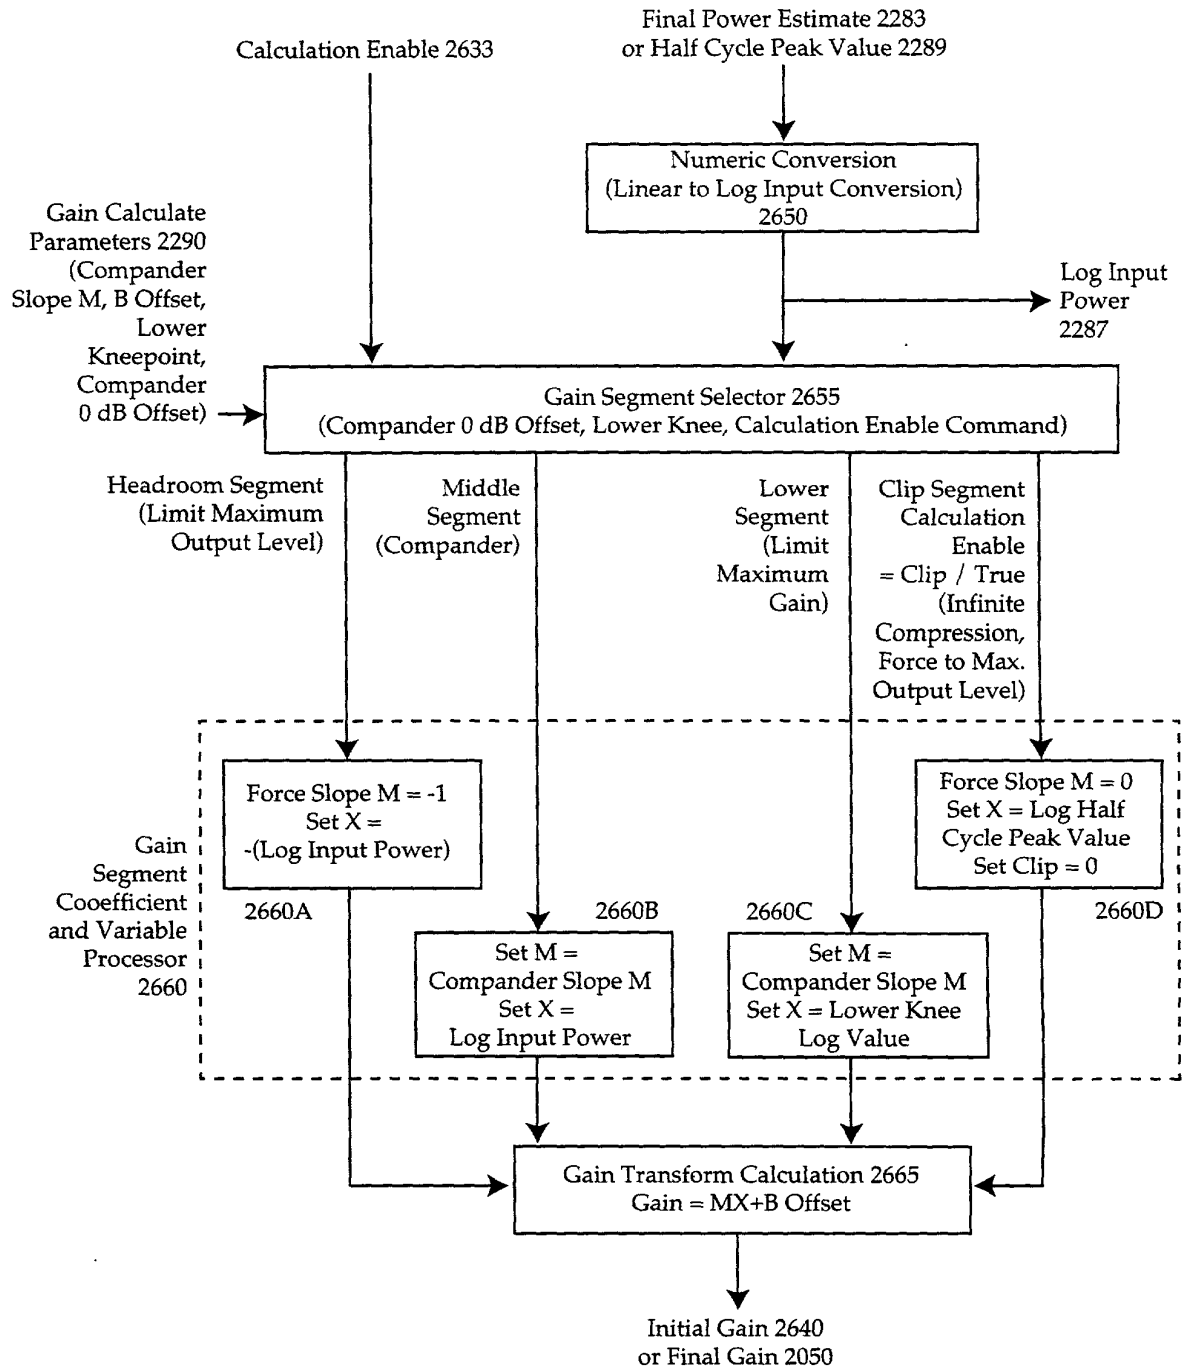 Final Power Estimate 2283
or Half Cycle Peak Value 2289
Calculation Enable 2633
Numeric Conversion
(Linear to Log Input Conversion)
2650
Gain Calculate
Parameters 2290
(Compander
Slope M, B Offset,
Lower
Kneepoint,
Compander
0 dB Offset)
Log Input
Power
2287
Gain Segment Selector 2655
(Compander 0 dB Offset, Lower Knee, Calculation Enable Command)
Headroom Segment
(Limit Maximum
Output Level)
Middle
Segment
(Compander)
Lower
Segment
(Limit
Maximum
Gain)
Clip Segment
Calculation
Enable
= Clip / True
(Infinite
Compression,
Force to Max.
Output Level)
Gain
Segment
Cooefficient
and Variable
Processor
2660
Force Slope M = -1
Set X =
-(Log Input Power)
2660A
Set M =
Compander Slope M
Set X =
Log Input Power
2660B
Set M =
Compander Slope M
Set X = Lower Knee
Log Value
2660C
Force Slope M = 0
Set X = Log Half
Cycle Peak Value
Set Clip = 0
2660D
Gain Transform Calculation 2665
Gain = MX+B Offset
Initial Gain 2640
or Final Gain 2050